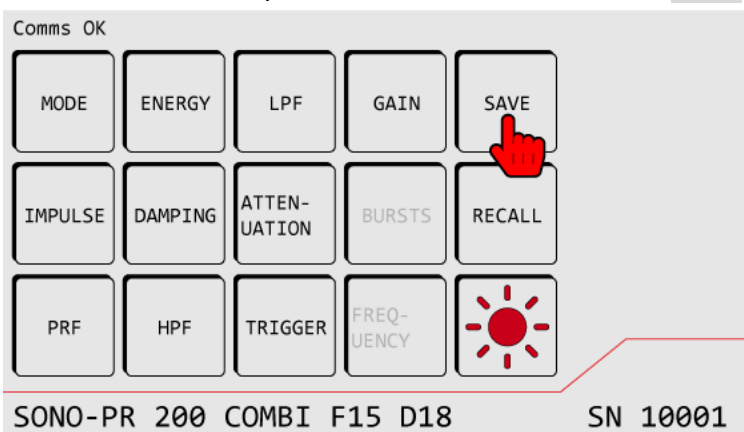 Comms OK
MODE ENERGY LPF GAIN SAVE
IMPULSE DAMPING ATTEN-
UATION BURSTS RECALL
PRF HPF TRIGGER FREQ-
UENCY
SONO-PR 200 COMBI F15 D18 SN 10001